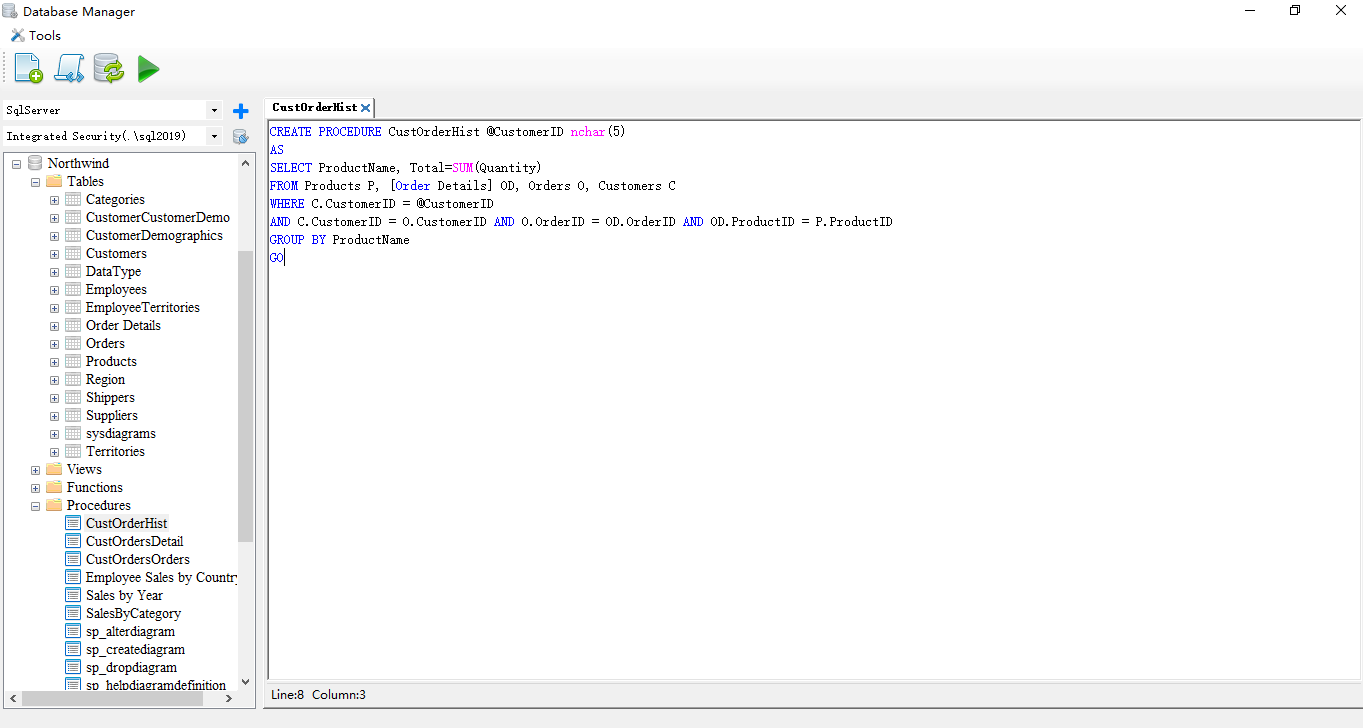 Database Manager
Tools
SqlServer
Integrated Security(.\sql2019)
Northwind
Tables
Categories
CustomerCustomerDemo
CustomerDemographics
Customers
DataType
Employees
EmployeeTerritories
Order Details
Orders
Products
Region
Shippers
Suppliers
sysdiagrams
Territories
Views
Functions
Procedures
CustOrderHist
CustOrdersDetail
CustOrdersOrders
Employee Sales by Country
Sales by Year
SalesByCategory
sp_alterdiagram
sp_creatediagram
sp_dropdiagram
sp_helpdiagramdefinition
CustOrderHist
CREATE PROCEDURE CustOrderHist @CustomerID nchar(5)
AS
SELECT ProductName, Total=SUM(Quantity)
FROM Products P, [Order Details] OD, Orders O, Customers C
WHERE C.CustomerID = @CustomerID
AND C.CustomerID = O.CustomerID AND O.OrderID = OD.OrderID AND OD.ProductID = P.ProductID
GROUP BY ProductName
GO
Line:8 Column:3